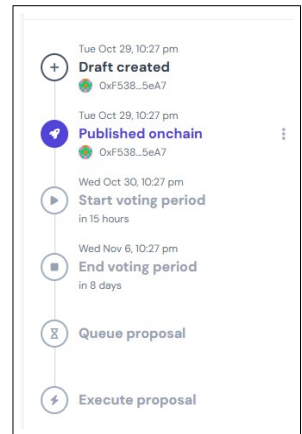 Tue Oct 29, 10:27 pm
Draft created
0xF538...5eA7
Tue Oct 29, 10:27 pm
Published onchain
0xF538...5eA7
Wed Oct 30, 10:27 pm
Start voting period
in 15 hours
Wed Nov 6, 10:27 pm
End voting period
in 8 days
Queue proposal
Execute proposal